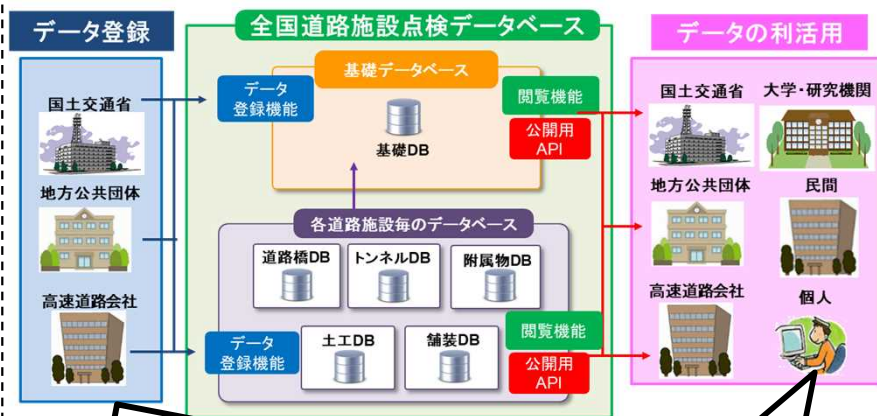 データ登録
全国道路施設点検データベース
データの利活用
国土交通省
地方公共団体
高速道路会社
基礎データベース
データ
登録機能
基礎DB
閲覧機能
公開用
API
各道路施設毎のデータベース
道路橋DB
トンネルDB
附属物DB
データ
登録機能
土工DB
舗装DB
閲覧機能
公開用
API
国土交通省
大学・研究機関
地方公共団体
民間
高速道路会社
個人